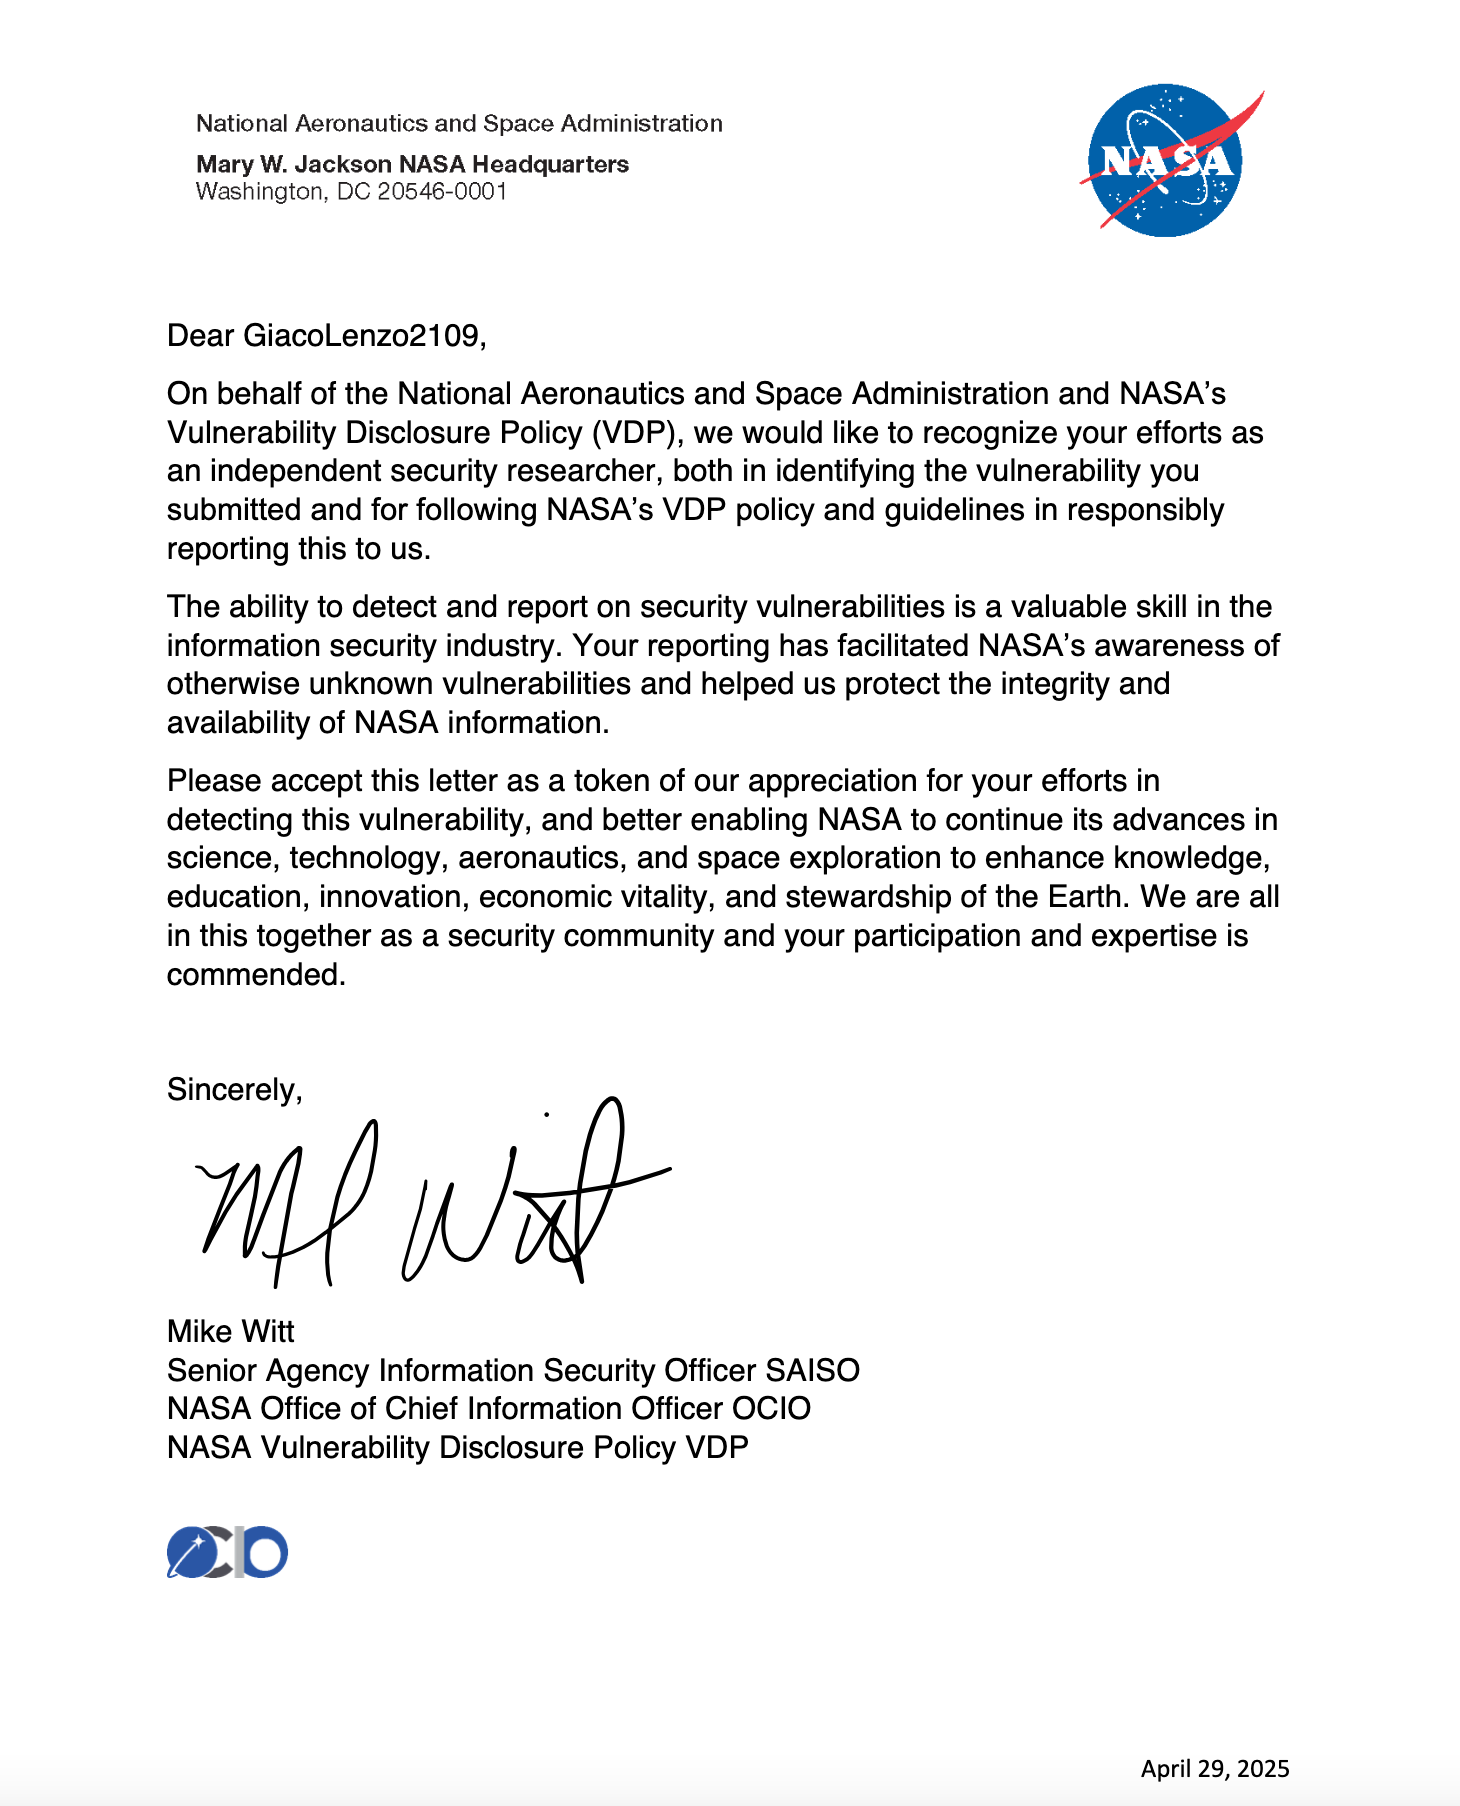 National Aeronautics and Space Administration
Mary W. Jackson NASA Headquarters
Washington, DC 20546-0001
NASA
Dear GiacoLenzo2109,
On behalf of the National Aeronautics and Space Administration and NASA’s
Vulnerability Disclosure Policy (VDP), we would like to recognize your efforts as
an independent security researcher, both in identifying the vulnerability you
submitted and for following NASA’s VDP policy and guidelines in responsibly
reporting this to us.
The ability to detect and report on security vulnerabilities is a valuable skill in the
information security industry. Your reporting has facilitated NASA’s awareness of
otherwise unknown vulnerabilities and helped us protect the integrity and
availability of NASA information.
Please accept this letter as a token of our appreciation for your efforts in
detecting this vulnerability, and better enabling NASA to continue its advances in
science, technology, aeronautics, and space exploration to enhance knowledge,
education, innovation, economic vitality, and stewardship of the Earth. We are all
in this together as a security community and your participation and expertise is
commended.
Sincerely,
Mike Witt
Senior Agency Information Security Officer SAISO
NASA Office of Chief Information Officer OCIO
NASA Vulnerability Disclosure Policy VDP
OCIO
April 29, 2025